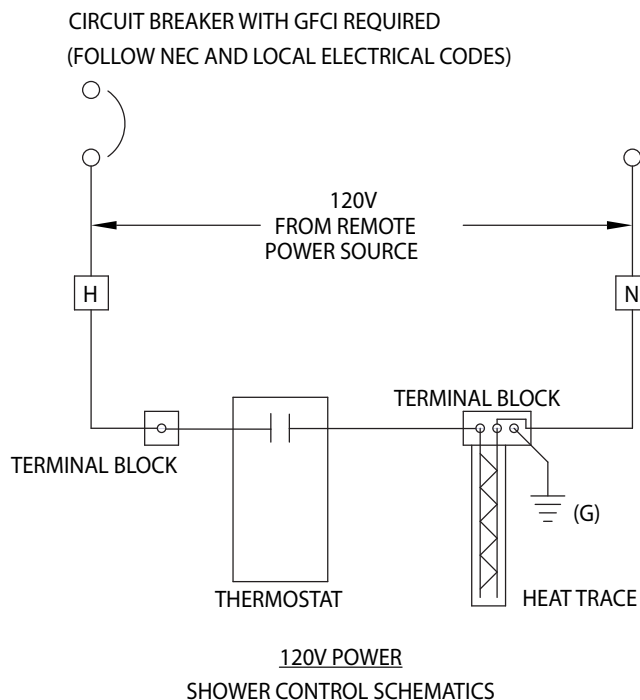 CIRCUIT BREAKER WITH GFCI REQUIRED
(FOLLOW NEC AND LOCAL ELECTRICAL CODES)
120V
FROM REMOTE
POWER SOURCE
H
N
TERMINAL BLOCK
TERMINAL BLOCK
(G)
THERMOSTAT
HEAT TRACE
120V POWER
SHOWER CONTROL SCHEMATICS